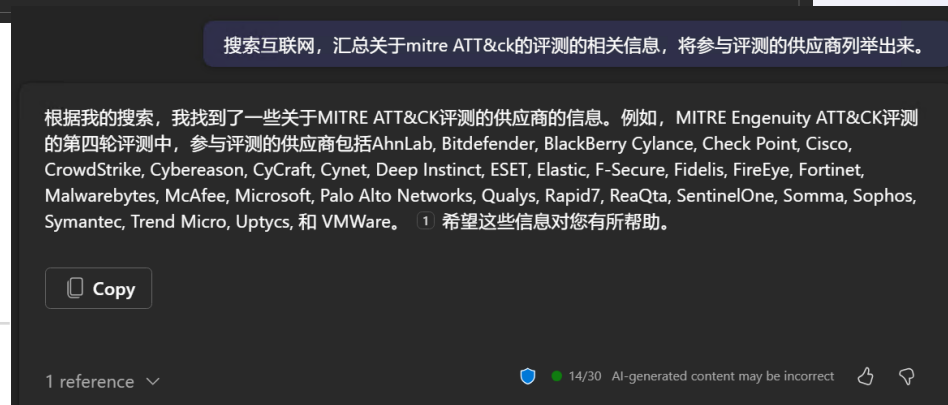 搜索互联网，汇总关于mitre ATT&ck的评测的相关信息，将参与评测的供应商列举出来。
根据我的搜索，我找到了一些关于MITRE ATT&CK评测的供应商的信息。例如，MITRE Engenuity ATT&CK评测
的第四轮评测中，参与评测的供应商包括AhnLab, Bitdefender, BlackBerry Cylance, Check Point, Cisco,
CrowdStrike, Cybereason, CyCraft, Cynet, Deep Instinct, ESET, Elastic, F-Secure, Fidelis, FireEye, Fortinet,
Malwarebytes, McAfee, Microsoft, Palo Alto Networks, Qualys, Rapid7, ReaQta, SentinelOne, Somma, Sophos,
Symantec, Trend Micro, Uptycs, 和 VMWare。 1 希望这些信息对您有所帮助。
Copy
1 reference
14/30 AI-generated content may be incorrect